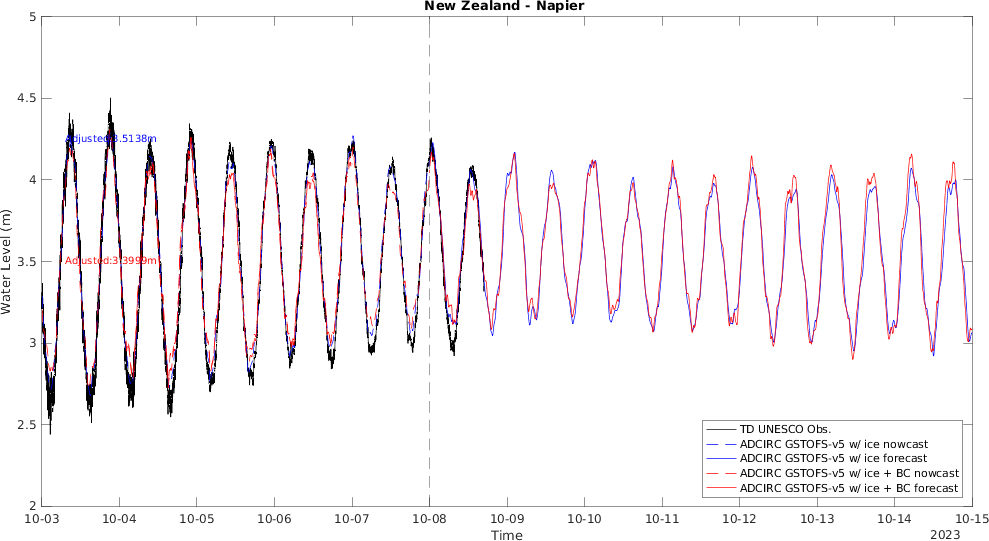 New Zealand - Napier
Water Level (m)
5
4.5
4
3.5
3
2.5
2
Adjusted:3.5138m
Adjusted:3.3999m
TD UNESCO Obs.
ADCIRC GSTOFS-v5 w/ ice nowcast
ADCIRC GSTOFS-v5 w/ ice forecast
ADCIRC GSTOFS-v5 w/ ice + BC nowcast
ADCIRC GSTOFS-v5 w/ ice + BC forecast
10-03 10-04 10-05 10-06 10-07 10-08 10-09 10-10 10-11 10-12 10-13 10-14 10-15
Time
2023